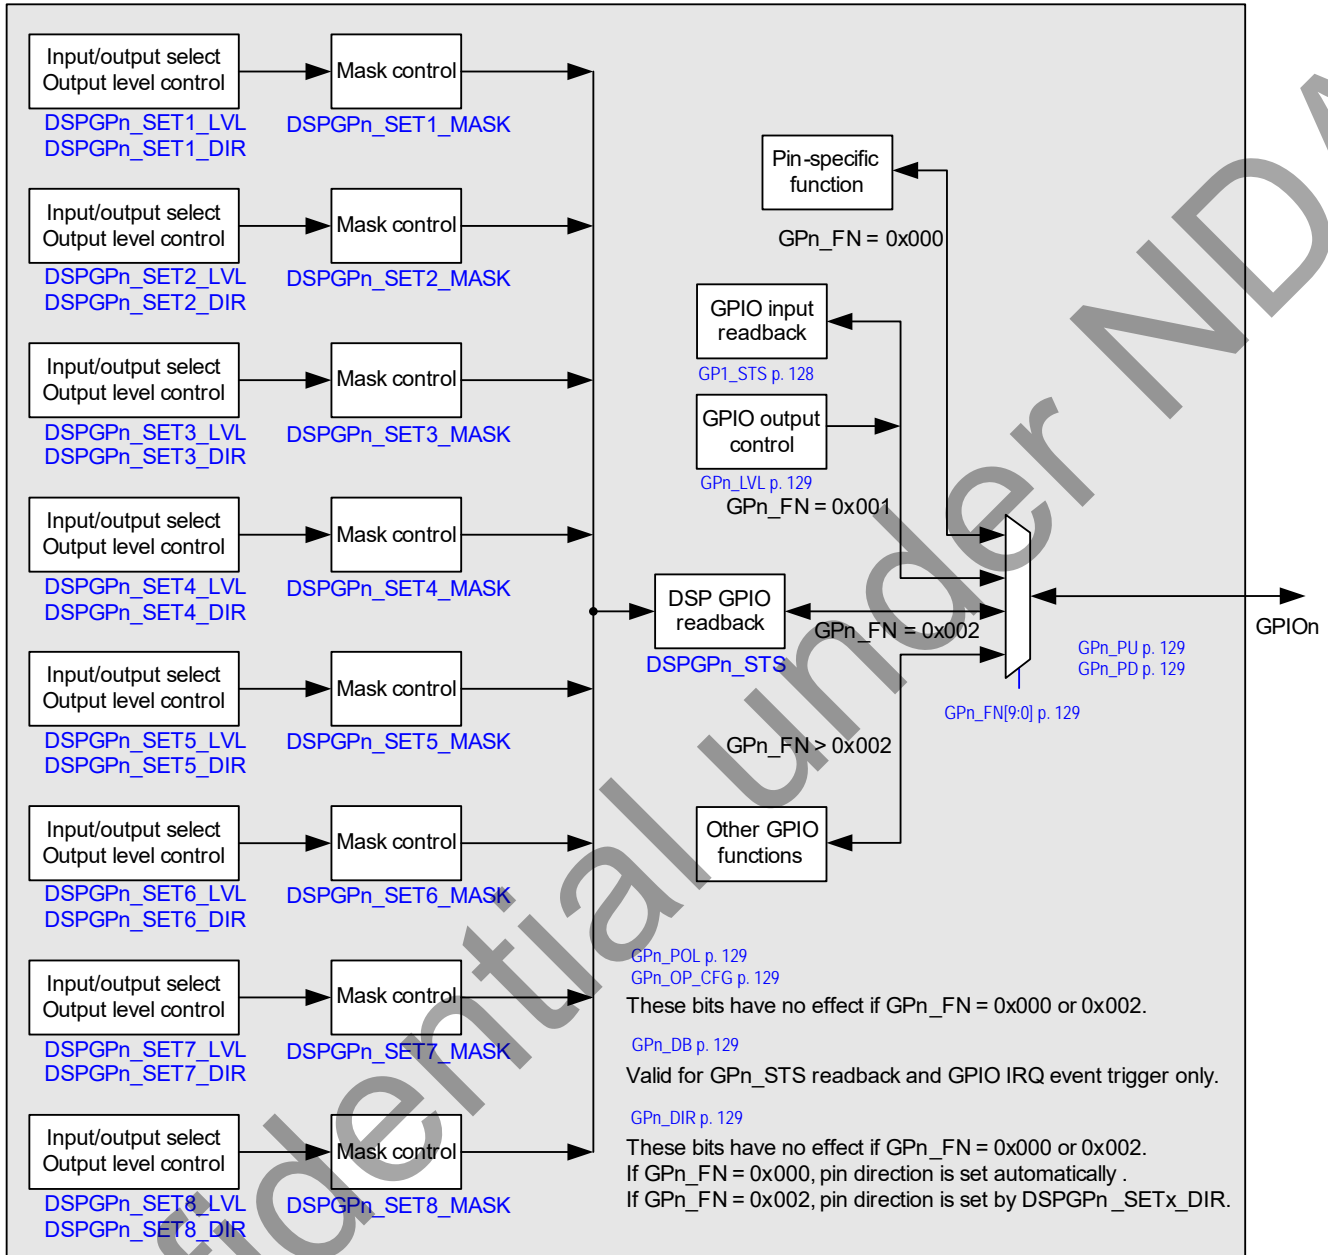 Input/output select
Output level control
Mask control
DSPGPn_SET1_LVL
DSPGPn_SET1_DIR
DSPGPn_SET1_MASK
Input/output select
Output level control
Mask control
DSPGPn_SET2_LVL
DSPGPn_SET2_DIR
DSPGPn_SET2_MASK
Input/output select
Output level control
Mask control
DSPGPn_SET3_LVL
DSPGPn_SET3_DIR
DSPGPn_SET3_MASK
Input/output select
Output level control
Mask control
DSPGPn_SET4_LVL
DSPGPn_SET4_DIR
DSPGPn_SET4_MASK
Input/output select
Output level control
Mask control
DSPGPn_SET5_LVL
DSPGPn_SET5_DIR
DSPGPn_SET5_MASK
Input/output select
Output level control
Mask control
DSPGPn_SET6_LVL
DSPGPn_SET6_DIR
DSPGPn_SET6_MASK
Input/output select
Output level control
Mask control
DSPGPn_SET7_LVL
DSPGPn_SET7_DIR
DSPGPn_SET7_MASK
Input/output select
Output level control
Mask control
DSPGPn_SET8_LVL
DSPGPn_SET8_DIR
DSPGPn_SET8_MASK
Pin-specific
function
GPn_FN = 0x000
GPIO input
readback
GP1_STS p. 128
GPIO output
control
GPn_LVL p. 129
GPn_FN = 0x001
DSP GPIO
readback
DSPGPn_STS
GPn_FN = 0x002
GPn_FN > 0x002
Other GPIO
functions
GPn_FN[9:0] p. 129
GPn_PU p. 129
GPn_PD p. 129
GPIOn
GPn_POL p. 129
GPn_OP_CFG p. 129
These bits have no effect if GPn_FN = 0x000 or 0x002.
GPn_DB p. 129
Valid for GPn_STS readback and GPIO IRQ event trigger only.
GPn_DIR p. 129
These bits have no effect if GPn_FN = 0x000 or 0x002.
If GPn_FN = 0x000, pin direction is set automatically .
If GPn_FN = 0x002, pin direction is set by DSPGPn_SETx_DIR.
fidential under NDA